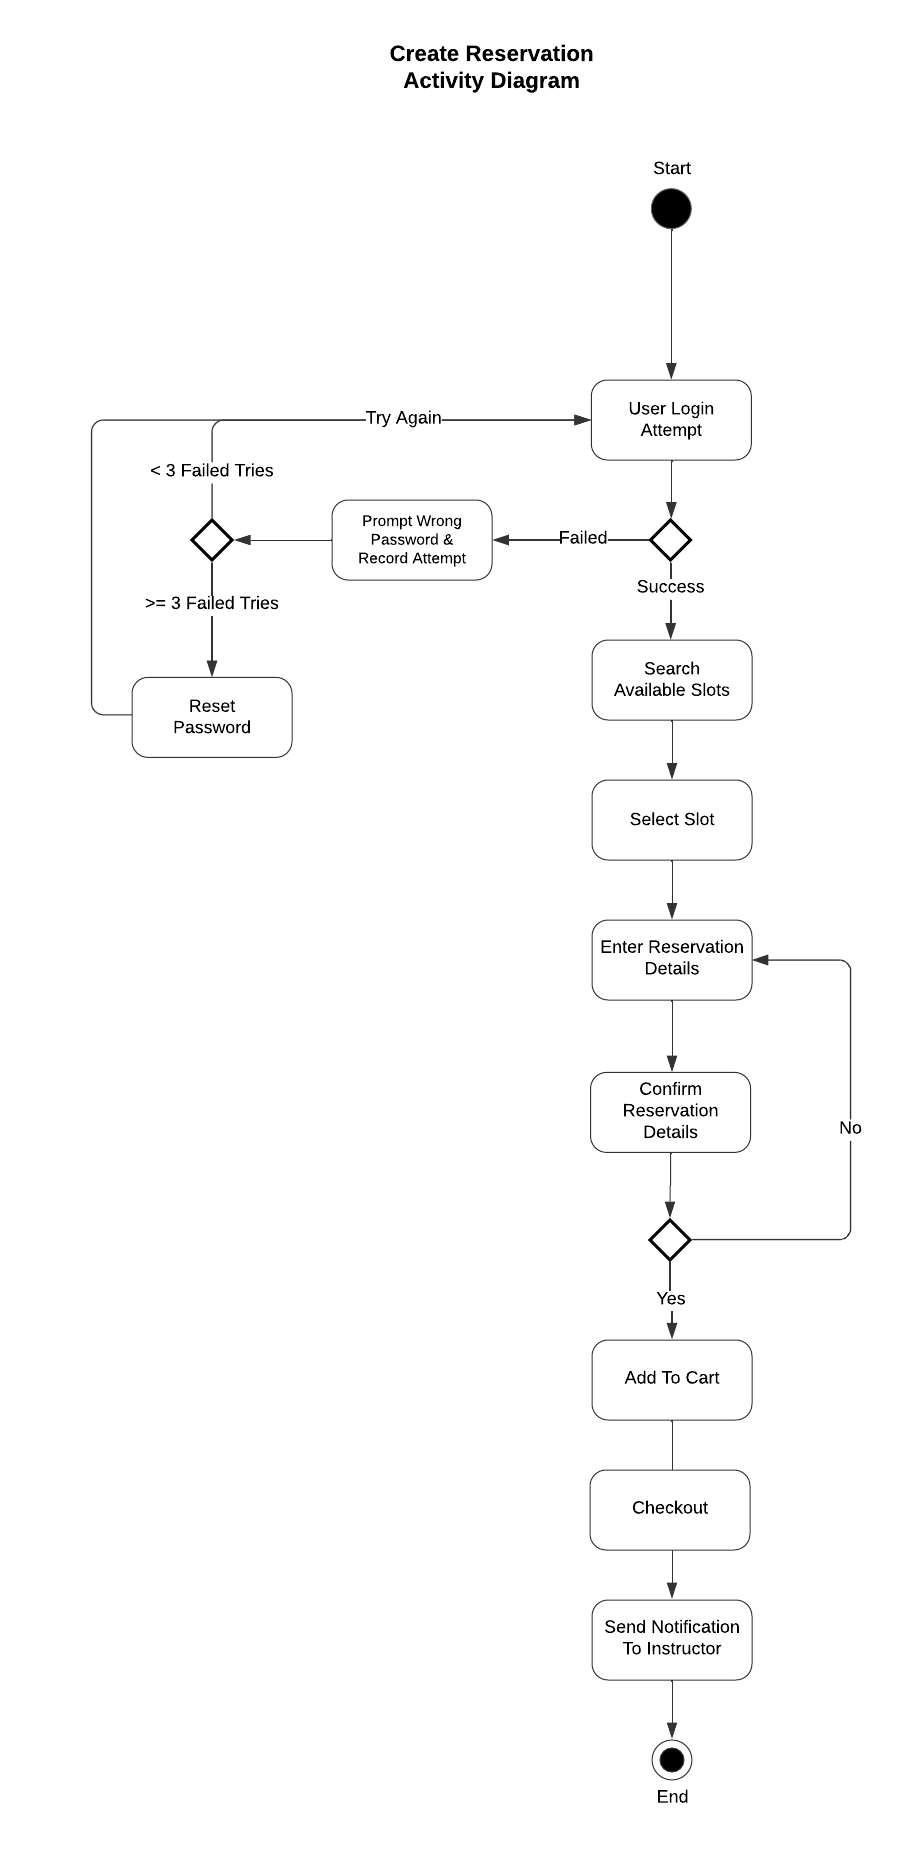 Create Reservation
Activity Diagram
Start
User Login
Attempt
Try Again
< 3 Failed Tries
Prompt Wrong
Password &
Record Attempt
Failed
Success
>= 3 Failed Tries
Reset
Password
Search
Available Slots
Select Slot
Enter Reservation
Details
Confirm
Reservation
Details
No
Yes
Add To Cart
Checkout
Send Notification
To Instructor
End